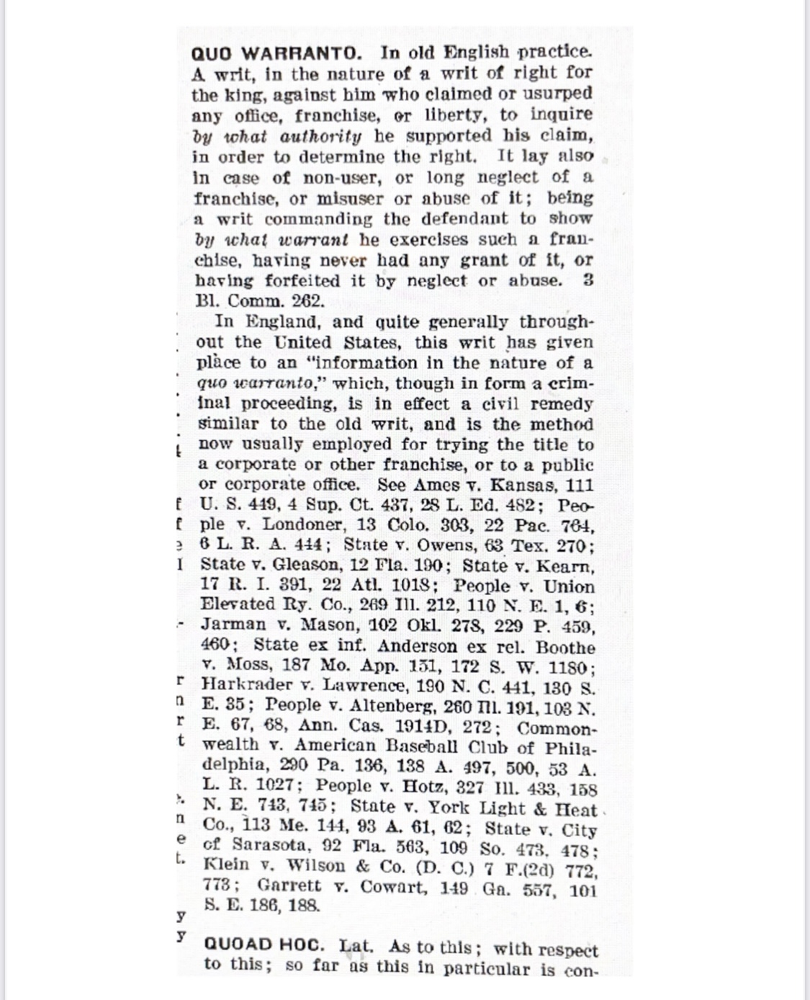 QUO WARRANTO. In old English practice.
A writ, in the nature of a writ of right for
the king, against him who claimed or usurped
any office, franchise, or liberty, to inquire
by what authority he supported his claim,
in order to determine the right. It lay also
in case of non-user, or long neglect of a
franchise, or misuser or abuse of it; being
a writ commanding the defendant to show
by what warrant he exercises such a fran-
chise, having never had any grant of it, or
having forfeited it by neglect or abuse. 3
Bl. Comm. 262.
In England, and quite generally through-
out the United States, this writ has given
place to an "information in the nature of a
quo warranto," which, though in form a crim-
inal proceeding, is in effect a civil remedy
similar to the old writ, and is the method
now usually employed for trying the title to
a corporate or other franchise, or to a public
or corporate office. See Ames v. Kansas, 111
U. S. 449, 4 Sup. Ct. 437, 28 L. Ed. 482; Peo-
ple v. Londoner, 13 Colo. 303, 22 Pac. 764,
6 L. R. A. 444; State v. Owens, 63 Tex. 270;
State v. Gleason, 12 Fla. 190; State v. Kearn,
17 R. I. 391, 22 Atl. 1018; People v. Union
Elevated Ry. Co., 269 Ill. 212, 110 N. E. 1, 6;
Jarman v. Mason, 102 Okl. 278, 229 P. 459,
460; State ex inf. Anderson ex rel. Boothe
v. Moss, 187 Mo. App. 151, 172 S. W. 1180;
Harkrader v. Lawrence, 190 N. C. 441, 130 S.
E. 35; People v. Altenberg, 260 Ill. 191, 103 N.
E. 67, 68, Ann. Cas. 1914D, 272; Common-
wealth v. American Baseball Club of Phila-
delphia, 290 Pa. 136, 138 A. 497, 500, 53 A.
L. R. 1027; People v. Hotz, 327 Ill. 433, 158
N. E. 743, 745; State v. York Light & Heat
Co., 113 Me. 144, 93 A. 61, 62; State v. City
of Sarasota, 92 Fla. 563, 109 So. 473, 478;
Klein v. Wilson & Co. (D. C.) 7 F.(2d) 772,
773; Garrett v. Cowart, 149 Ga. 557, 101
S. E. 186, 188.
QUOAD HOC. Lat. As to this; with respect
to this; so far as this in particular is con-